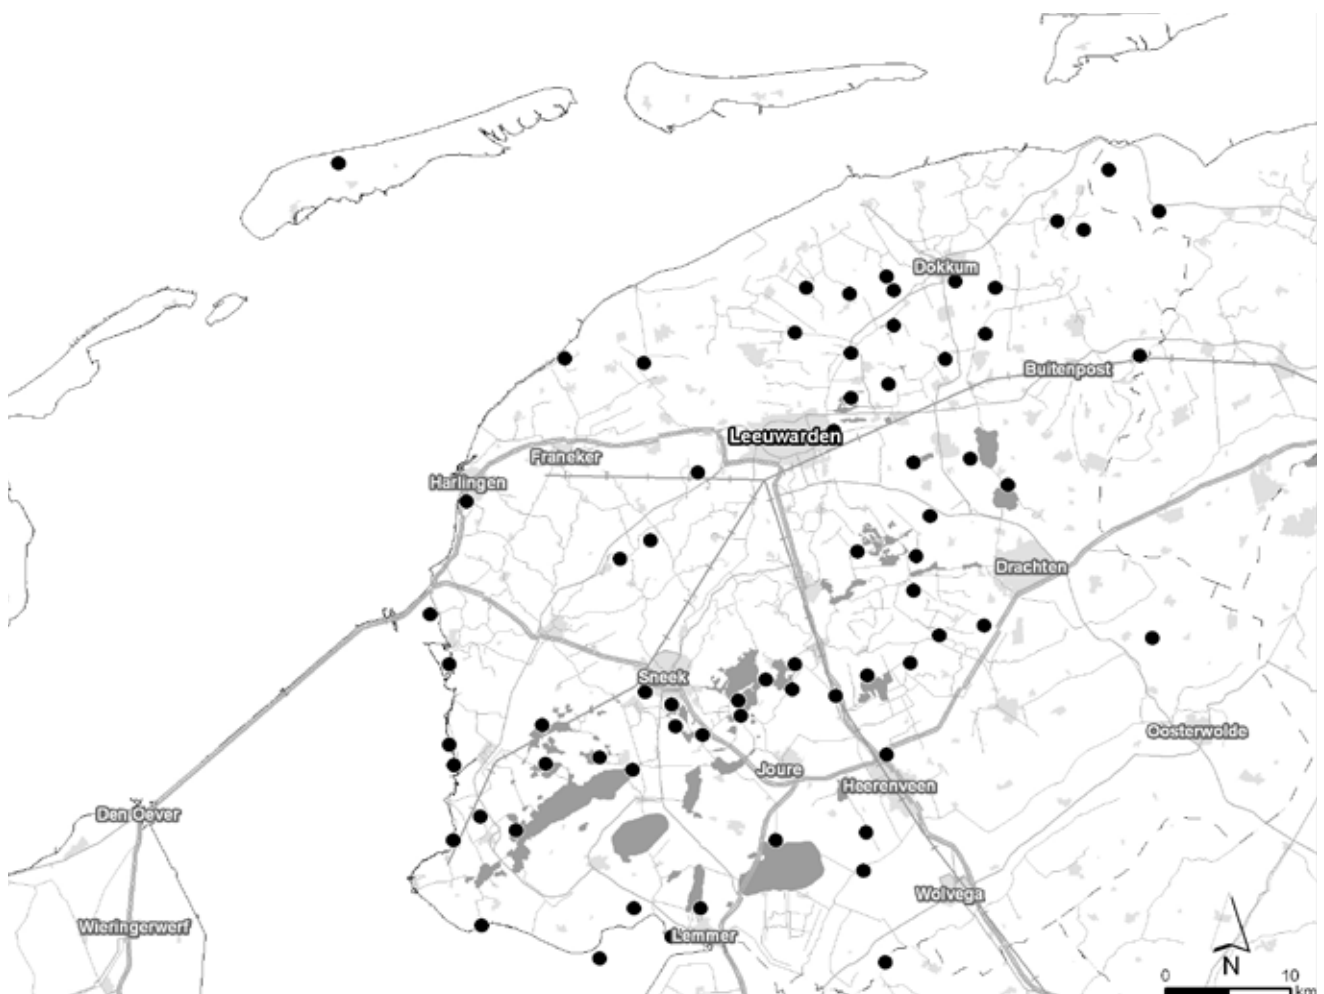 Dokkum
Buitenpost
Leeuwarden
Franeker
Harlingen
Drachten
Sneek
Oosterwolde
Joure
Heerenveen
Den Oever
Wolvega
Wieringerwerf
Lemmer
N
0 10
km